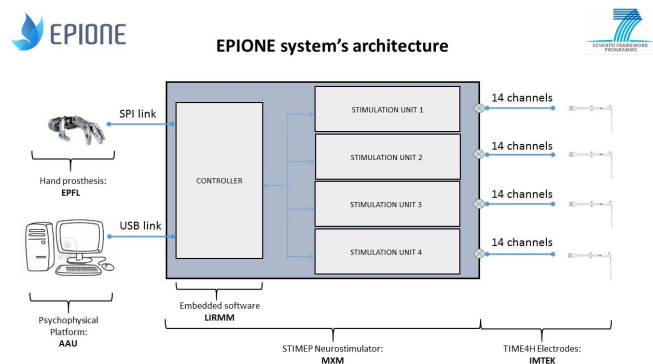 EPIONE
EPIONE system's architecture
SEVENTH FRAMEWORK
PROGRAMME
SPI link
USB link
Hand prosthesis:
EPFL
Psychophysical
Platform:
AAU
CONTROLLER
STIMULATION UNIT 1
STIMULATION UNIT 2
STIMULATION UNIT 3
STIMULATION UNIT 4
14 channels
14 channels
14 channels
14 channels
Embedded software
LIRMM
STIMEP Neurostimulator:
MXM
TIME4H Electrodes:
IMTEK